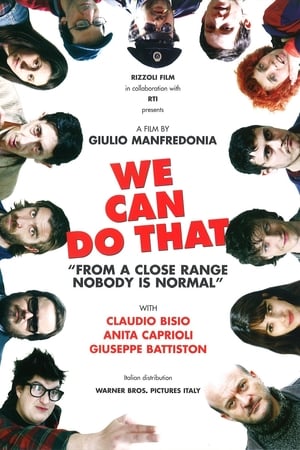 RIZZOLI FILM
in collaboration with
RTI
presents
A FILM BY
GIULIO MANFREDONIA
WE
CAN
DO THAT
"FROM A CLOSE RANGE
NOBODY IS NORMAL"
WITH
CLAUDIO BISIO
ANITA CAPRIOLI
GIUSEPPE BATTISTON
Italian distribution
WARNER BROS. PICTURES ITALY